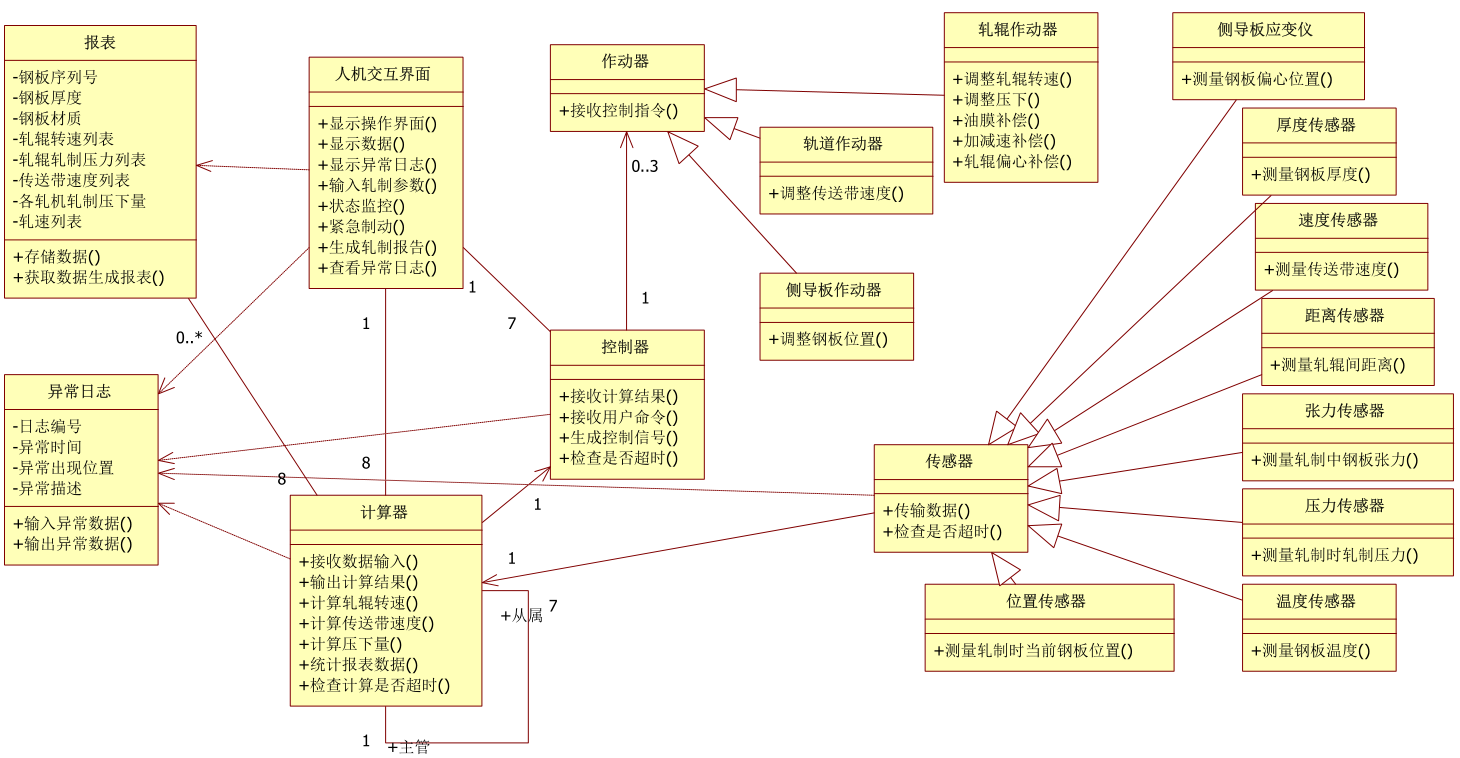 报表
-钢板序列号
-钢板厚度
-钢板材质
-轧辊转速列表
-轧辊轧制压力列表
-传送带速度列表
-各轧机轧制压下量
-轧速列表
+存储数据()
+获取数据生成报表()
人机交互界面
+显示操作界面()
+显示数据()
+显示异常日志()
+输入轧制参数()
+状态监控()
+紧急制动()
+生成轧制报告()
+查看异常日志()
作动器
+接收控制指令()
轧辊作动器
+调整轧辊转速()
+调整压下()
+油膜补偿()
+加减速补偿()
+轧辊偏心补偿()
轨道作动器
+调整传送带速度()
侧导板作动器
+调整钢板位置()
侧导板应变仪
+测量钢板偏心位置()
厚度传感器
+测量钢板厚度()
速度传感器
+测量传送带速度()
距离传感器
+测量轧辊间距离()
张力传感器
+测量轧制中钢板张力()
压力传感器
+测量轧制时轧制压力()
温度传感器
+测量钢板温度()
位置传感器
+测量轧制时当前钢板位置()
传感器
+传输数据()
+检查是否超时()
控制器
+接收计算结果()
+接收用户命令()
+生成控制信号()
+检查是否超时()
异常日志
-日志编号
-异常时间
-异常出现位置
-异常描述
+输入异常数据()
+输出异常数据()
计算器
+接收数据输入()
+输出计算结果()
+计算轧辊转速()
+计算传送带速度()
+计算压下量()
+统计报表数据()
+检查计算是否超时()
0..3
1
1
7
1
0..*
8
8
1
1
7
+从属
1
+主管